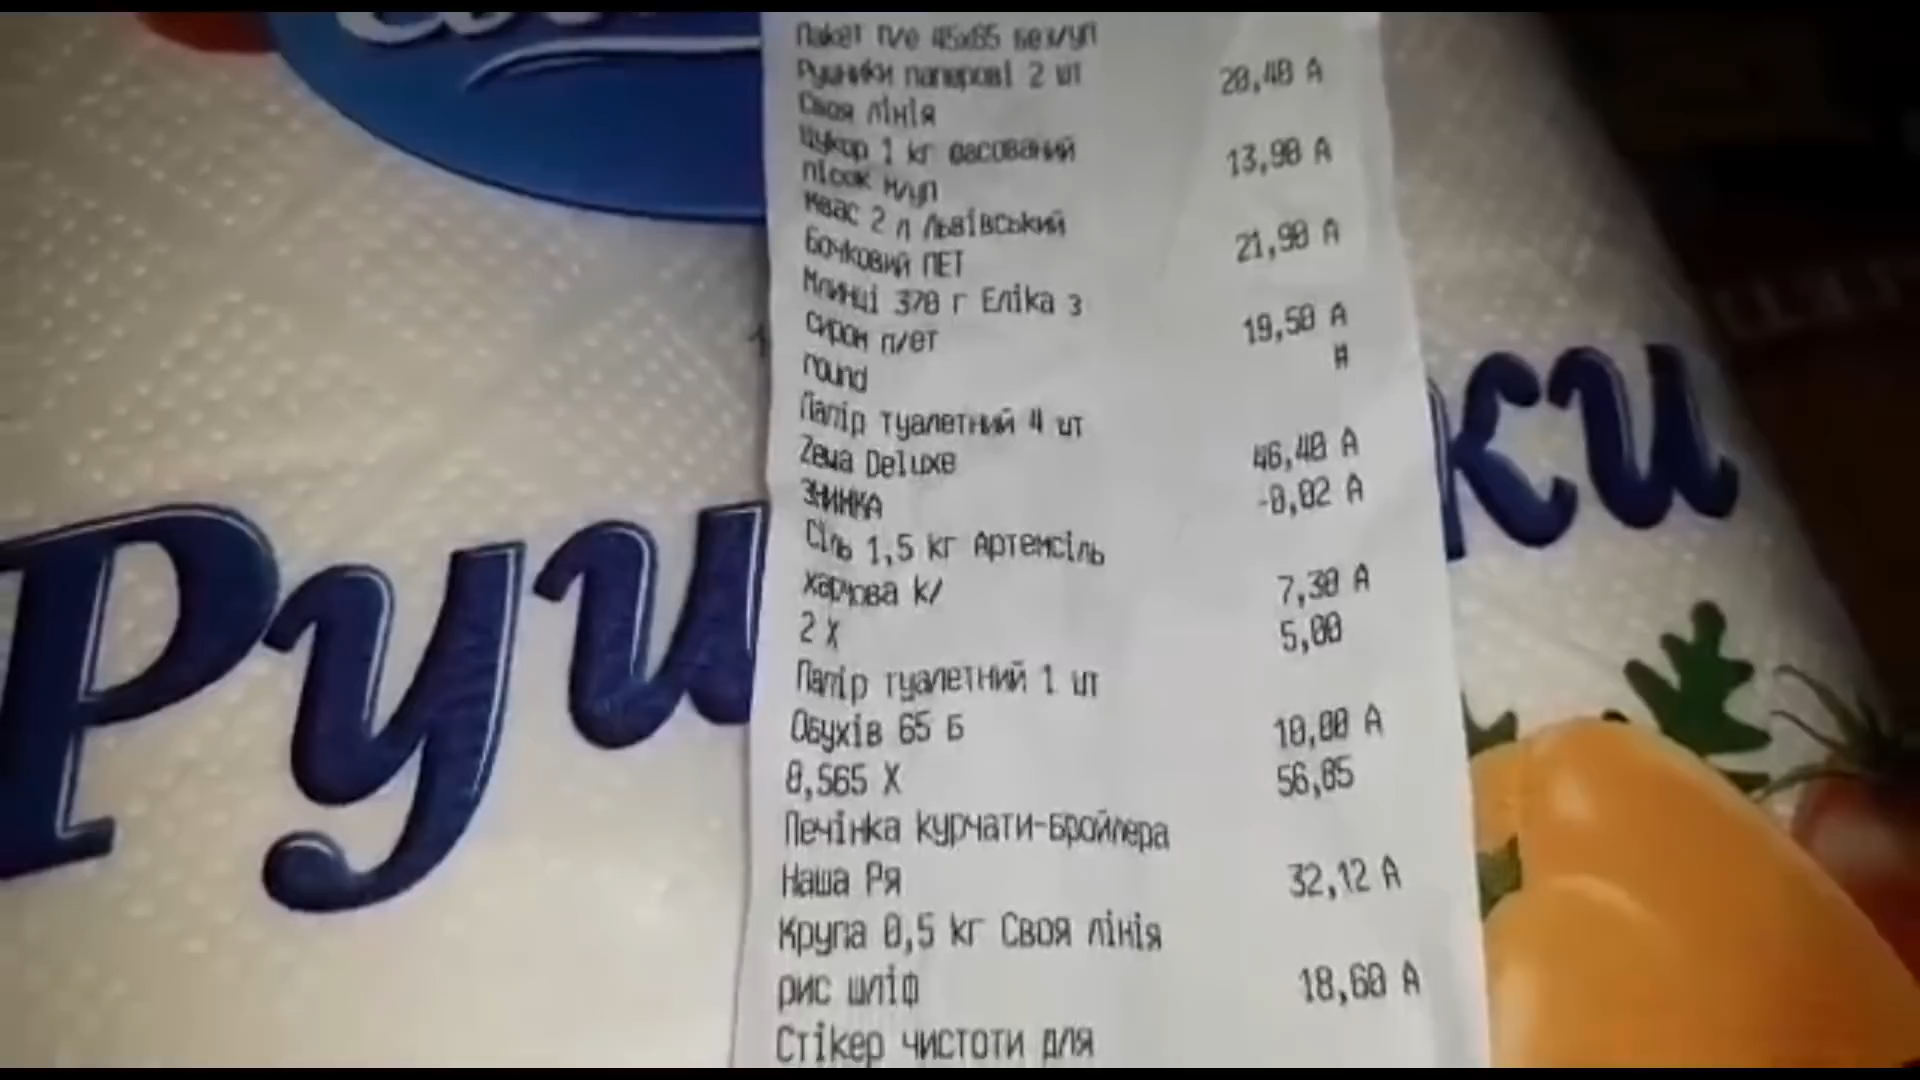 Пакет п/е 45х65 без/уп
Рушники паперові 2 шт
Своя лінія 20,40 А
Цукор 1 кг фасований
пісок м/уп 13,90 А
Квас 2 л Львівський
Бочковий ПЕТ 21,90 А
Млинці 370 г Еліка з
сиром п/ет 19,50 А
round #
Папір туалетний 4 шт
Zewa Deluxe 46,40 А
ЗНИЖКА -0,02 А
Сіль 1,5 кг Артемсіль
харчова к/ 7,30 А
2 X 5,00
Папір туалетний 1 шт
Обухів 65 Б 10,00 А
0,565 X 56,85
Печінка курчати-бройлера
Наша Ря 32,12 А
Крупа 0,5 кг Своя лінія
рис шліф 18,60 А
Стікер чистоти для
Руш
ки